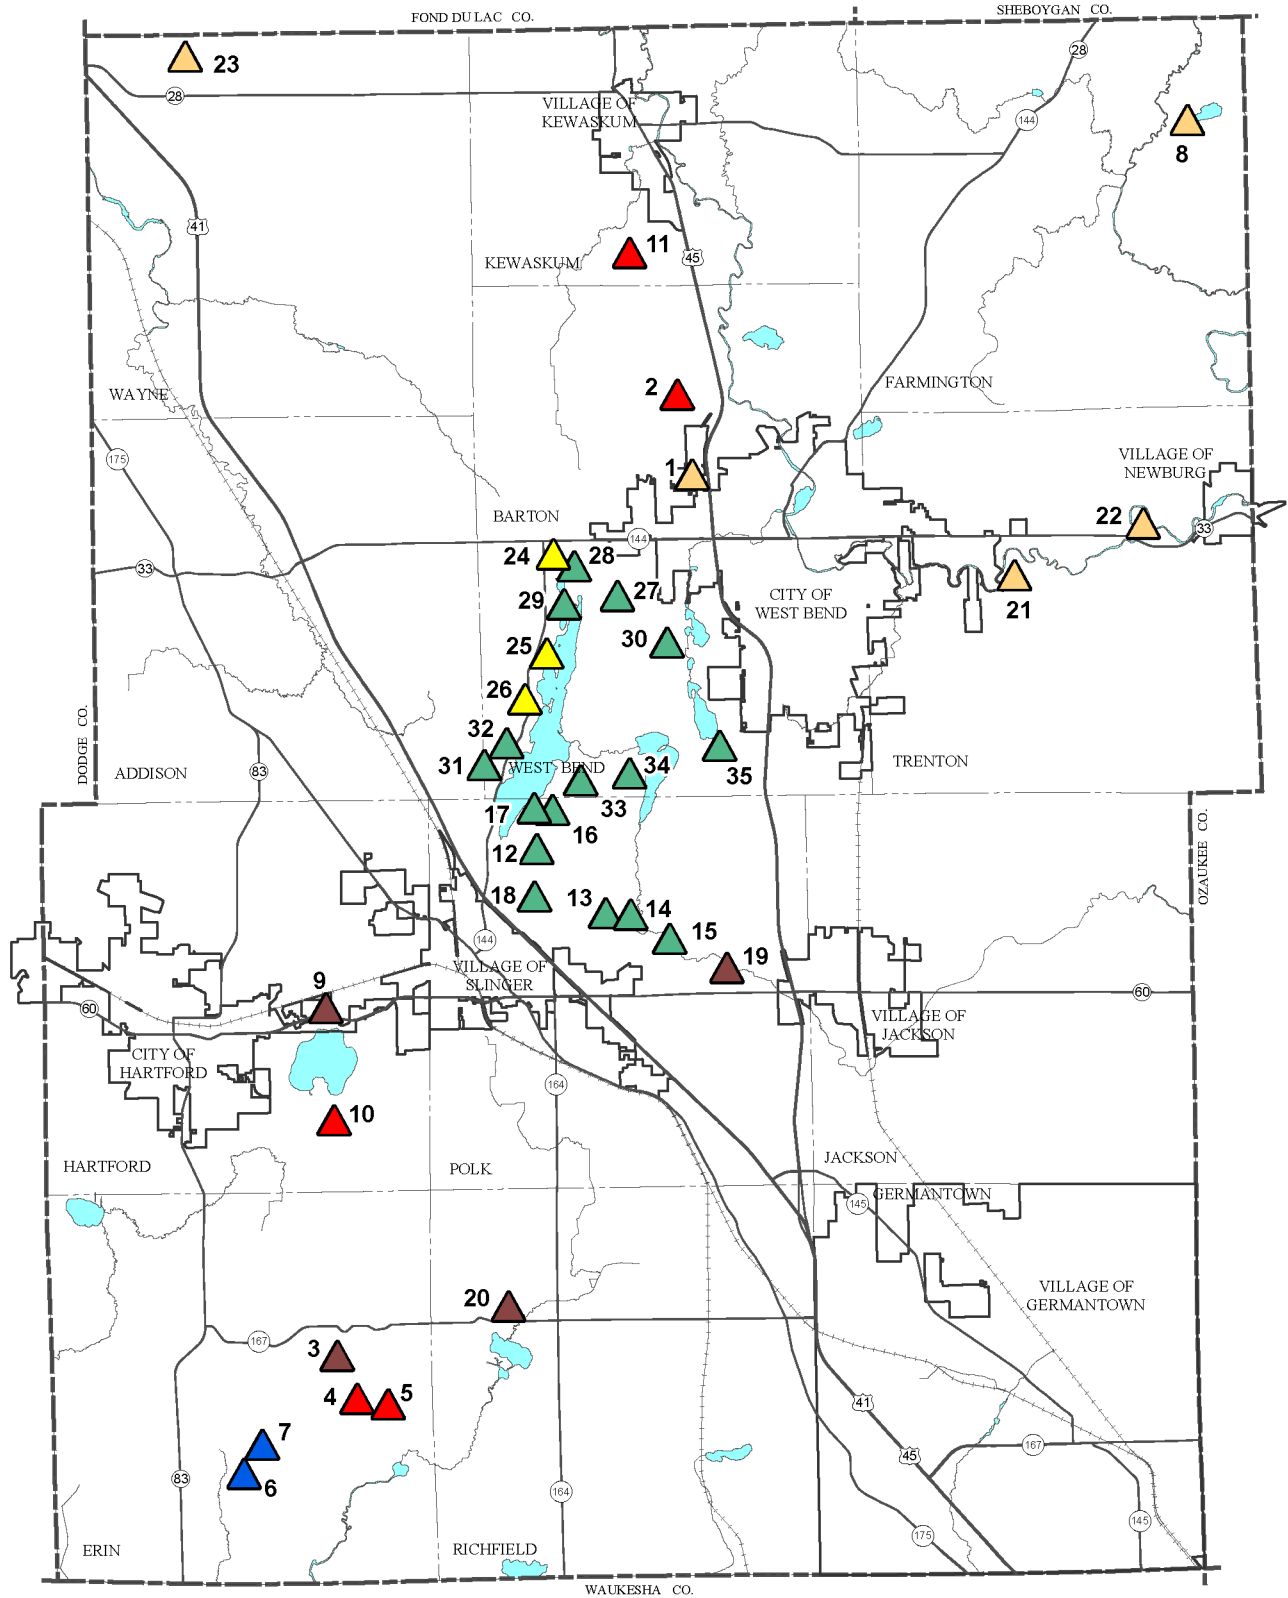 FOND DU LAC CO.
SHEBOYGAN CO.
23
28
28
VILLAGE OF
KEWASKUM
144
8
41
11
45
KEWASKUM
2
WAYNE
FARMINGTON
175
1
VILLAGE OF
NEWBURG
BARTON
22
33
144
24
28
33
29
27
CITY OF
WEST BEND
21
30
25
26
32
31
WEST BEND
34
35
33
DODGE CO.
ADDISON
83
TRENTON
17
16
12
OZAUKEE CO.
18
13
14
15
19
144
VILLAGE OF
SLINGER
9
60
60
VILLAGE OF
JACKSON
CITY OF
HARTFORD
164
10
HARTFORD
POLK
JACKSON
GERMANTOWN
145
VILLAGE OF
GERMANTOWN
20
167
3
4
5
41
7
6
83
45
167
164
145
175
ERIN
RICHFIELD
WAUKESHA CO.